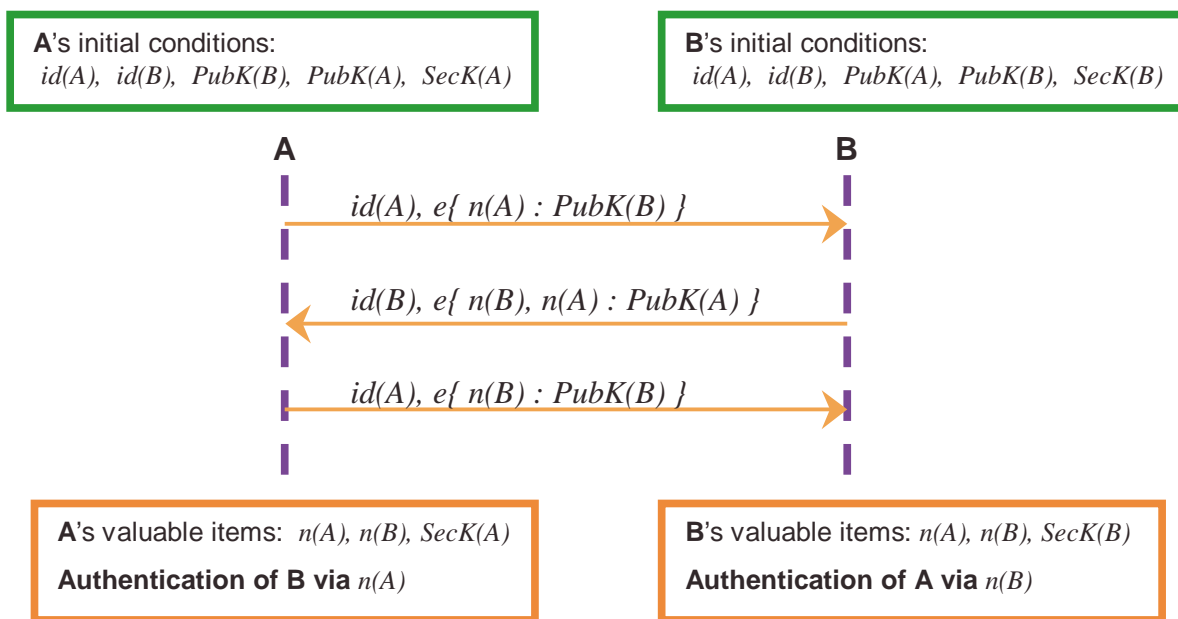 A's initial conditions:
id(A), id(B), PubK(B), PubK(A), SecK(A)
B's initial conditions:
id(A), id(B), PubK(A), PubK(B), SecK(B)
A
B
id(A), e{ n(A) : PubK(B) }
id(B), e{ n(B), n(A) : PubK(A) }
id(A), e{ n(B) : PubK(B) }
A's valuable items: n(A), n(B), SecK(A)
Authentication of B via n(A)
B's valuable items: n(A), n(B), SecK(B)
Authentication of A via n(B)